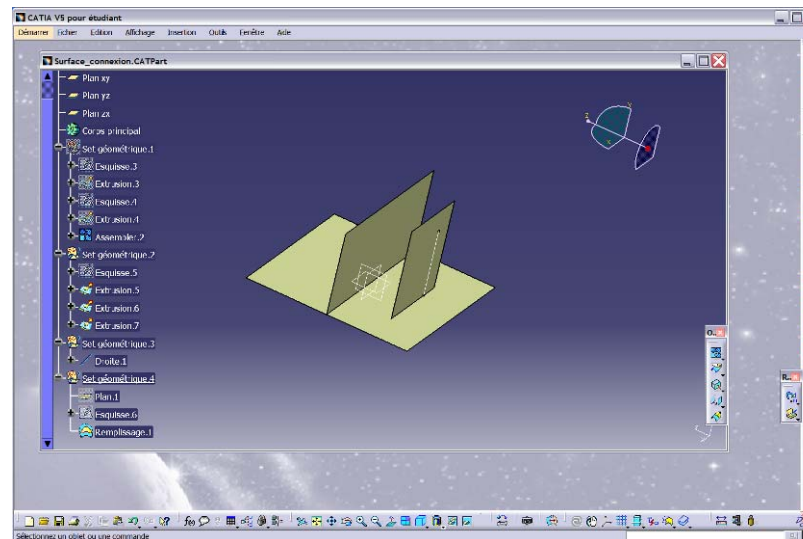 CATIA V5 pour étudiant
Démarrer Fichier Edition Affichage Insertion Outils Fenêtre Aide
Surface_connexion.CATPart
Plan xy
Plan yz
Plan zx
Corps principal
Set géométrique.1
Esquisse.3
Extrusion.3
Esquisse.4
Extrusion.4
Assembler.2
Set géométrique.2
Esquisse.5
Extrusion.5
Extrusion.6
Extrusion.7
Set géométrique.3
Droite.1
Set géométrique.4
Plan.1
Esquisse.6
Remplissage.1
Sélectionnez un objet ou une commande